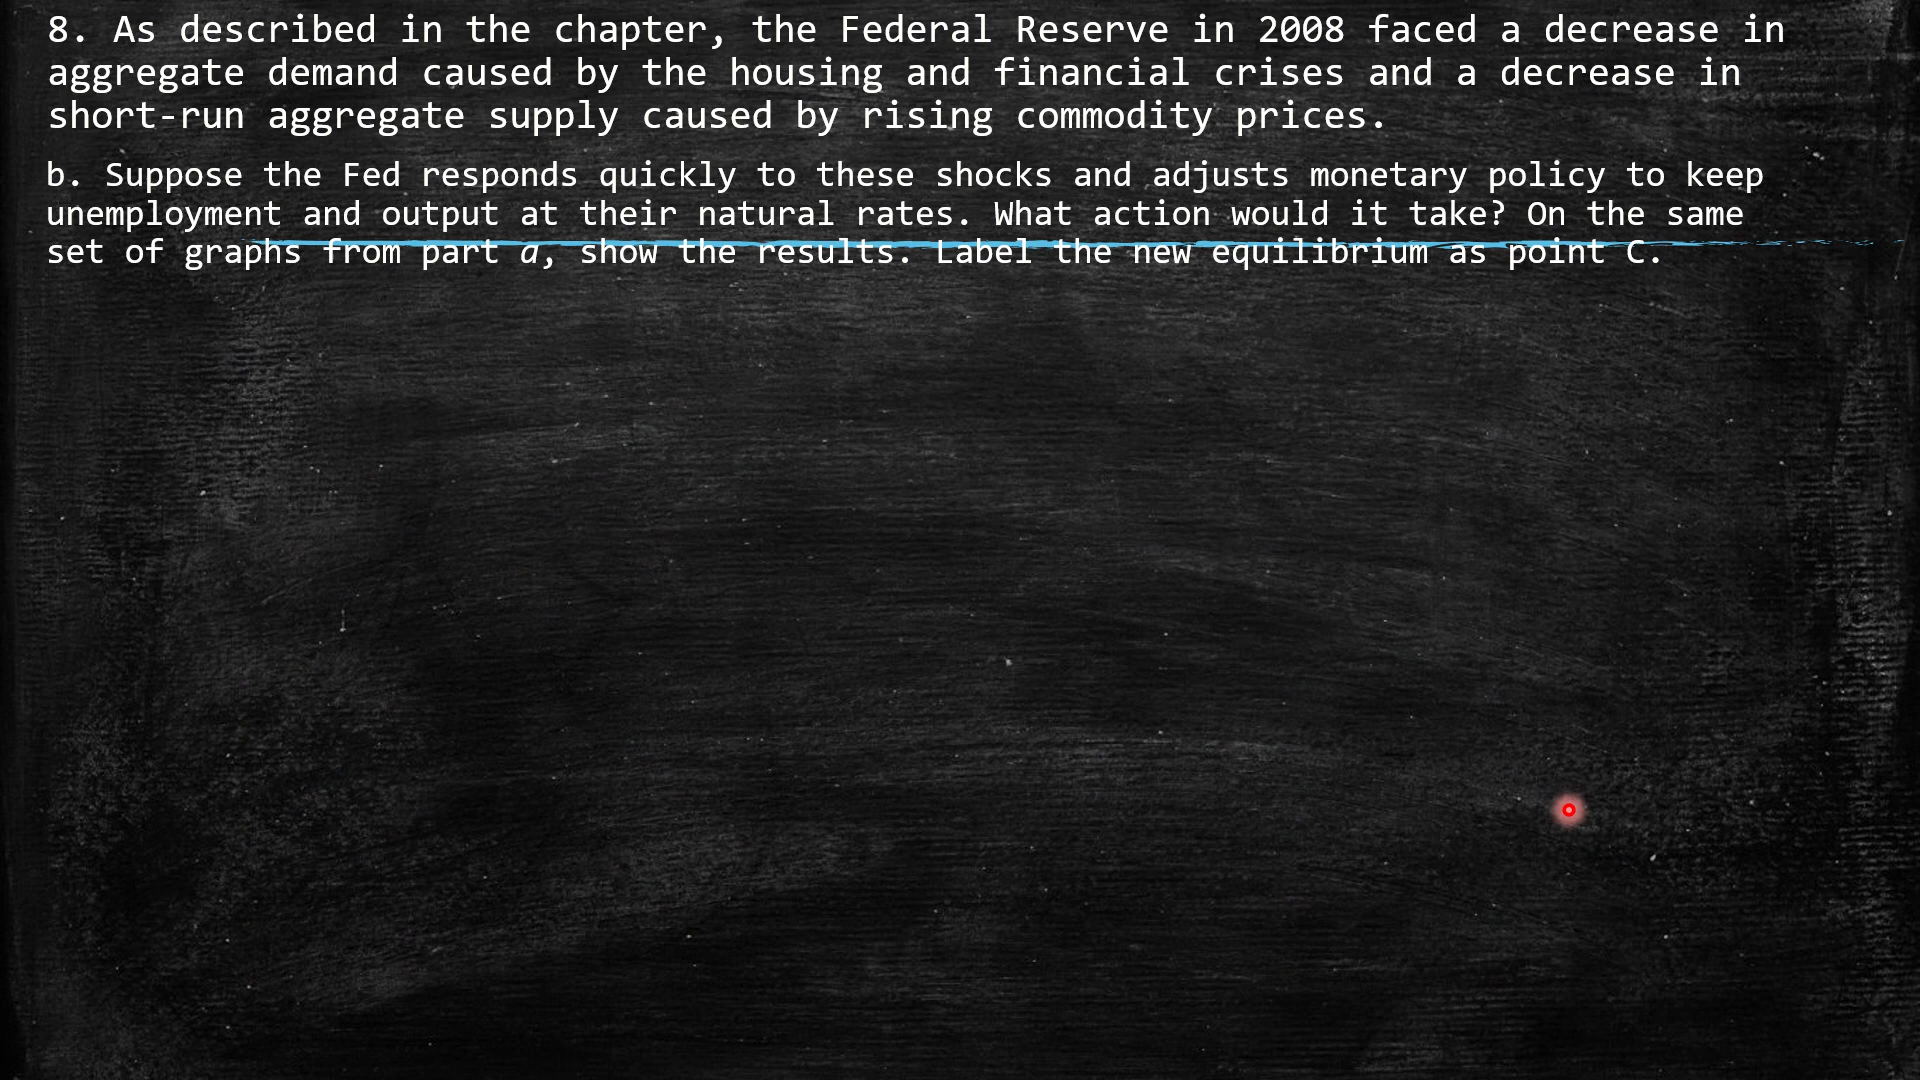 8. As described in the chapter, the Federal Reserve in 2008 faced a decrease in
aggregate demand caused by the housing and financial crises and a decrease in
short-run aggregate supply caused by rising commodity prices.
b. Suppose the Fed responds quickly to these shocks and adjusts monetary policy to keep
unemployment and output at their natural rates. What action would it take? On the same
set of graphs from part a, show the results. Label the new equilibrium as point C.